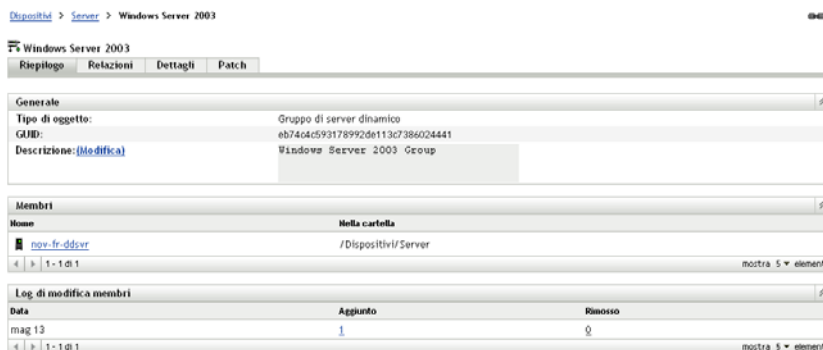 Dispositivi > Server > Windows Server 2003
Windows Server 2003
Riepilogo Relazioni Dettagli Patch
Generale
Tipo di oggetto: Gruppo di server dinamico
GUID: eb74c4c593178992de113c7386024441
Descrizione:(Modifica) Windows Server 2003 Group
Membri
Nome Nella cartella
nov-fr-ddsvr /Dispositivi/Server
1 - 1 di 1 mostra 5 element
Log di modifica membri
Data Aggiunto Rimosso
mag 13 1 0
1 - 1 di 1 mostra 5 element